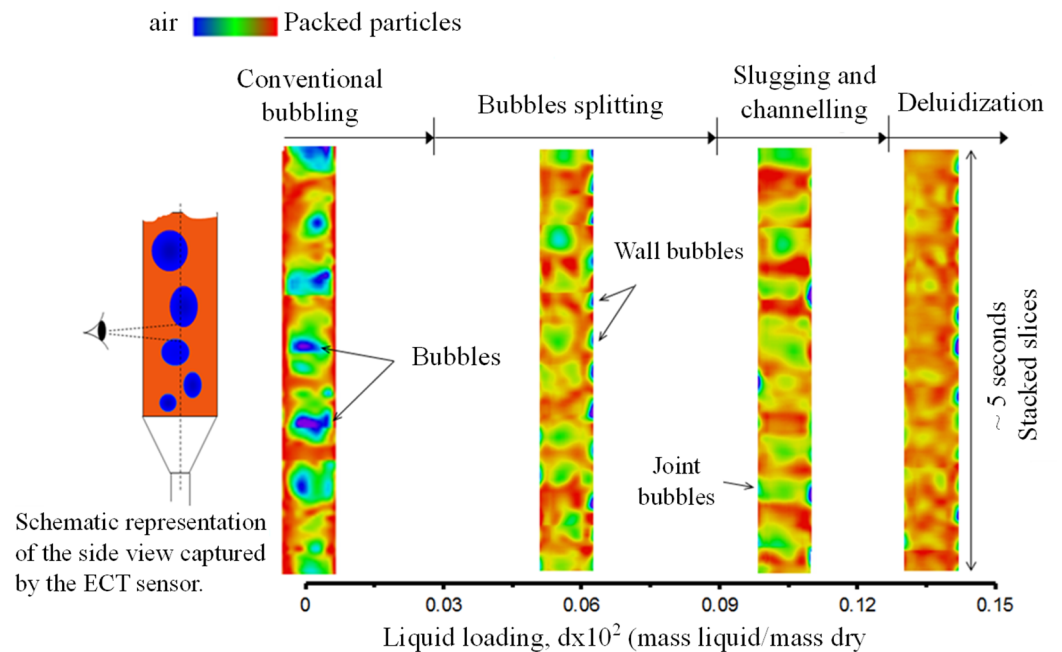 air Packed particles
Conventional
bubbling
Bubbles splitting
Slugging and
channelling
Deluidization
Wall bubbles
Bubbles
Joint
bubbles
~ 5 seconds
Stacked slices
Schematic representation
of the side view captured
by the ECT sensor.
0 0.03 0.06 0.09 0.12 0.15
Liquid loading, dx10² (mass liquid/mass dry